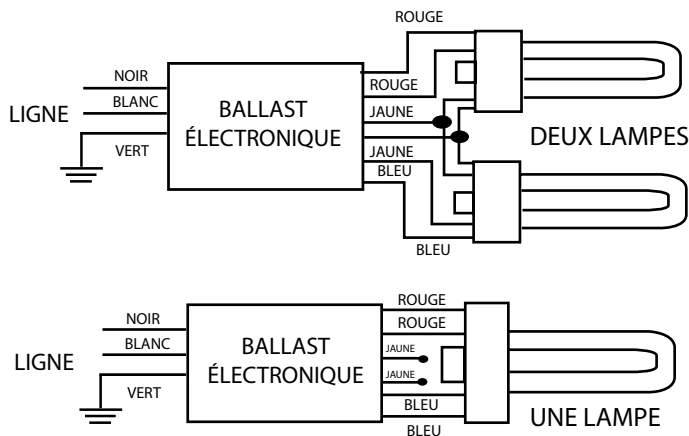 ROUGE
NOIR
ROUGE
LIGNE
BLANC
BALLAST
ÉLECTRONIQUE
JAUNE
DEUX LAMPES
VERT
JAUNE
BLEU
BLEU
ROUGE
NOIR
ROUGE
LIGNE
BLANC
BALLAST
ÉLECTRONIQUE
JAUNE
JAUNE
VERT
BLEU
UNE LAMPE
BLEU